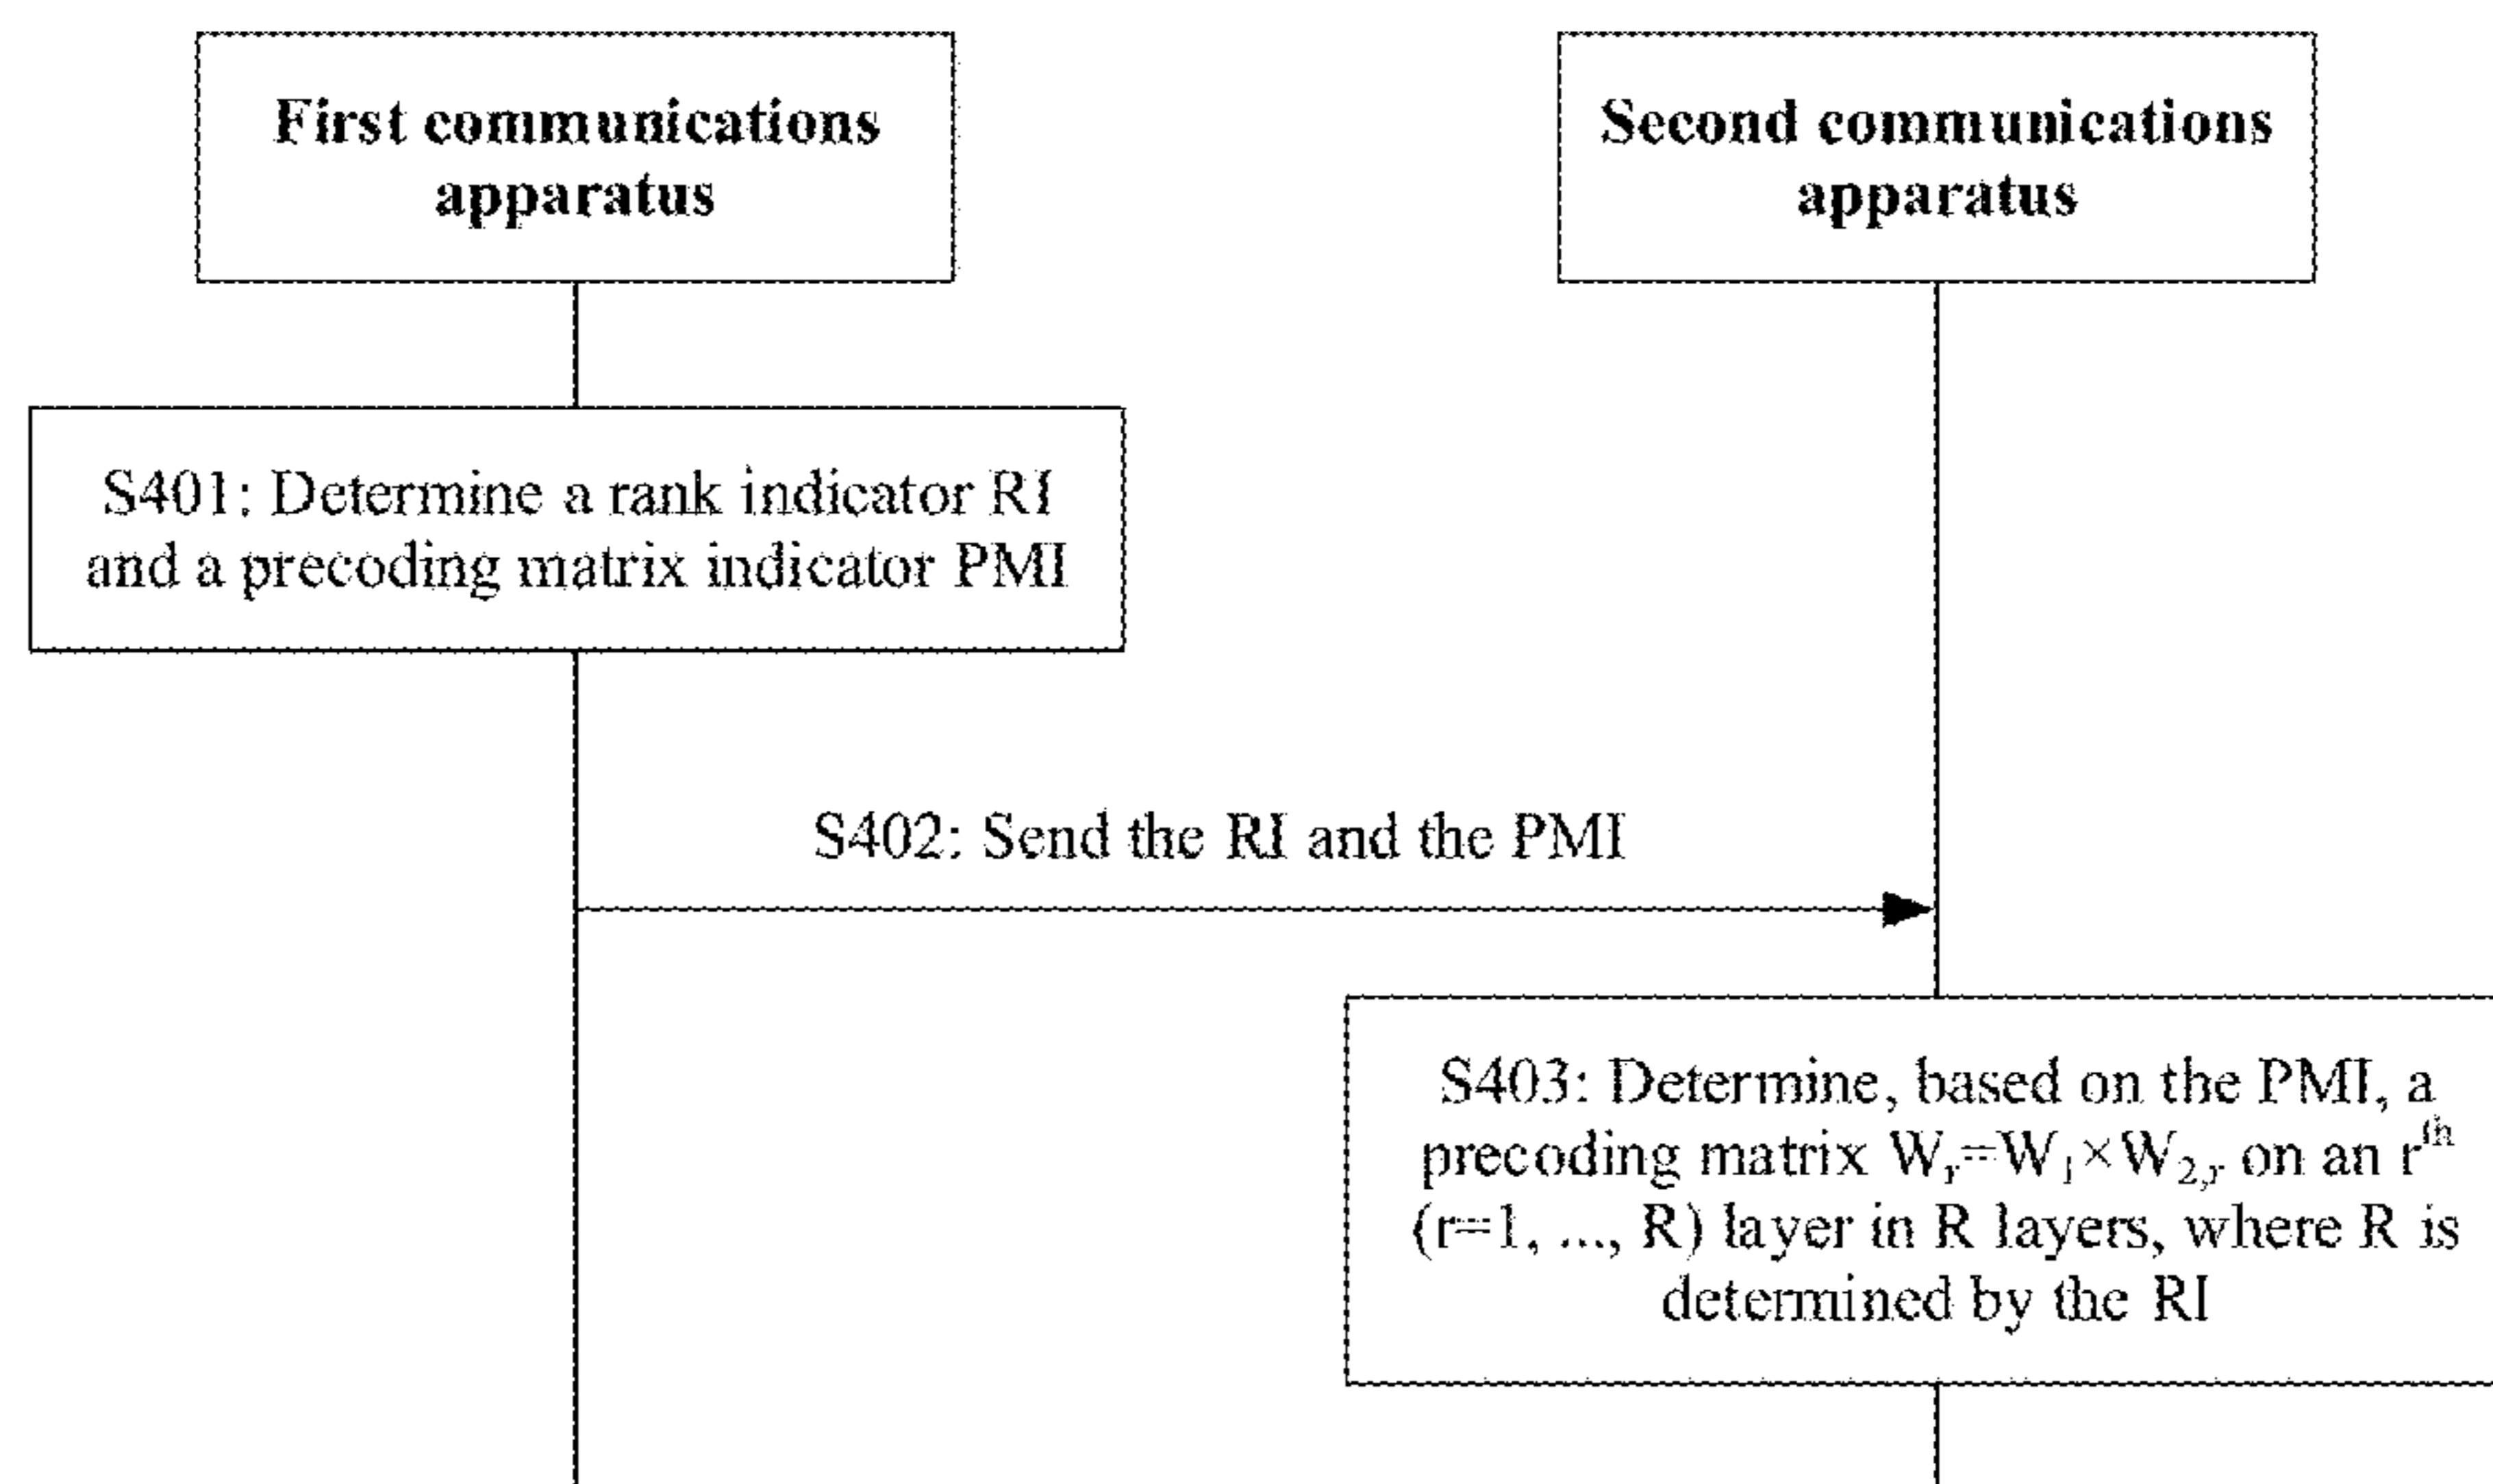 First communications
apparatus
Second communications
apparatus
S401: Determine a rank indicator RI
and a precoding matrix indicator PMI
S402: Send the RI and the PMI
S403: Determine, based on the PMI, a
precoding matrix Wᵣ=W₁×W₂,ᵣ on an rᵗʰ
(r=1, ..., R) layer in R layers, where R is
determined by the RI